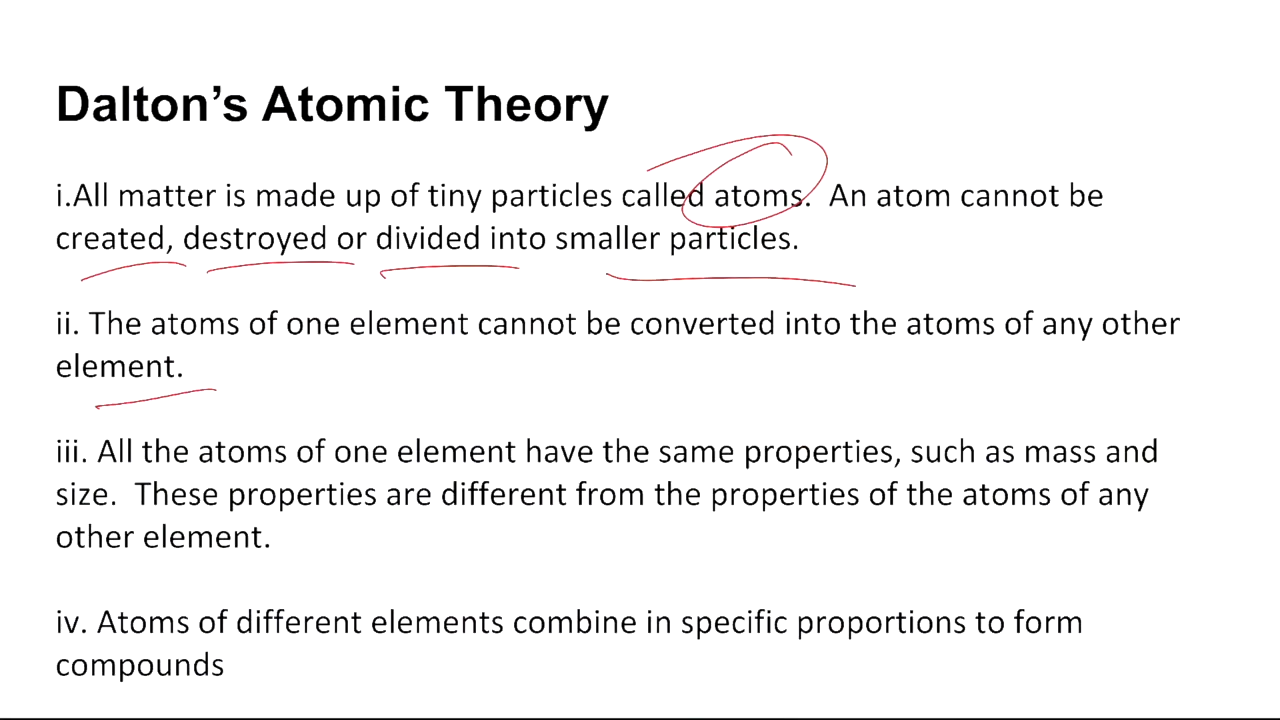 Dalton’s Atomic Theory
i.All matter is made up of tiny particles called atoms.  An atom cannot be
created, destroyed or divided into smaller particles.
ii. The atoms of one element cannot be converted into the atoms of any other
element.
iii. All the atoms of one element have the same properties, such as mass and
size.  These properties are different from the properties of the atoms of any
other element.
iv. Atoms of different elements combine in specific proportions to form
compounds